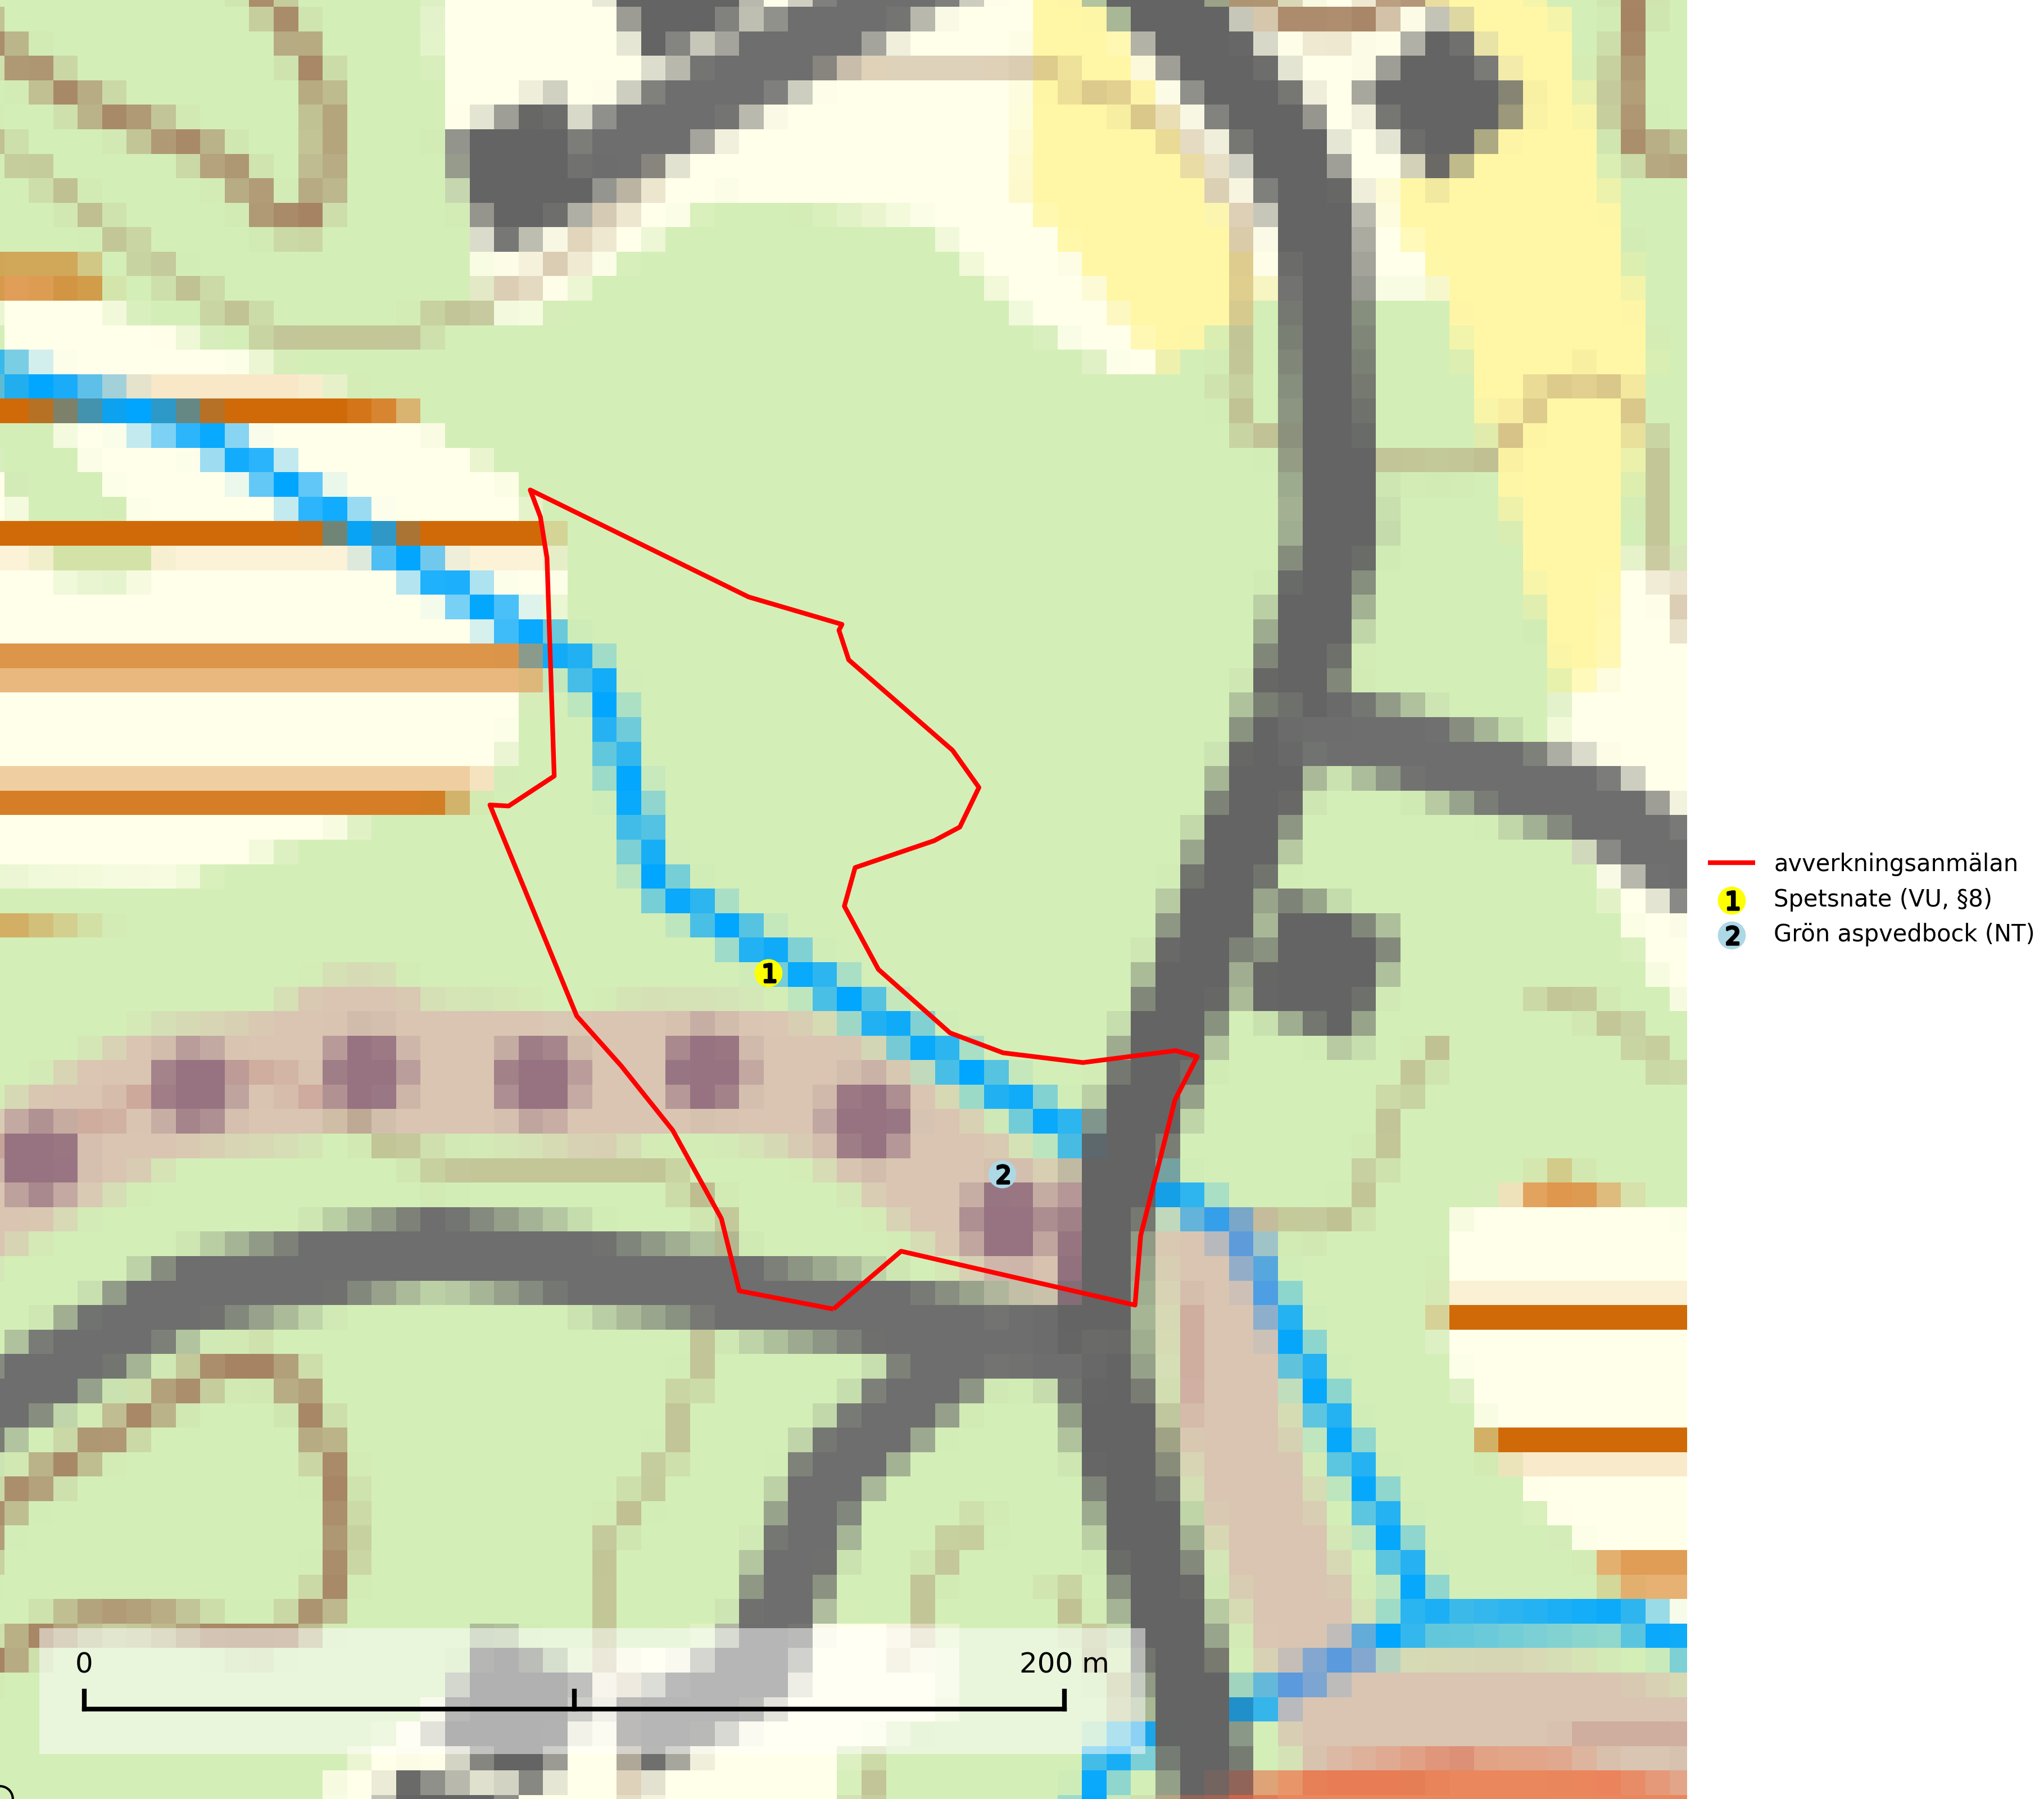 avverkningsanmälan
1 Spetsnate (VU, §8)
2 Grön aspvedbock (NT)
1
2
0 200 m